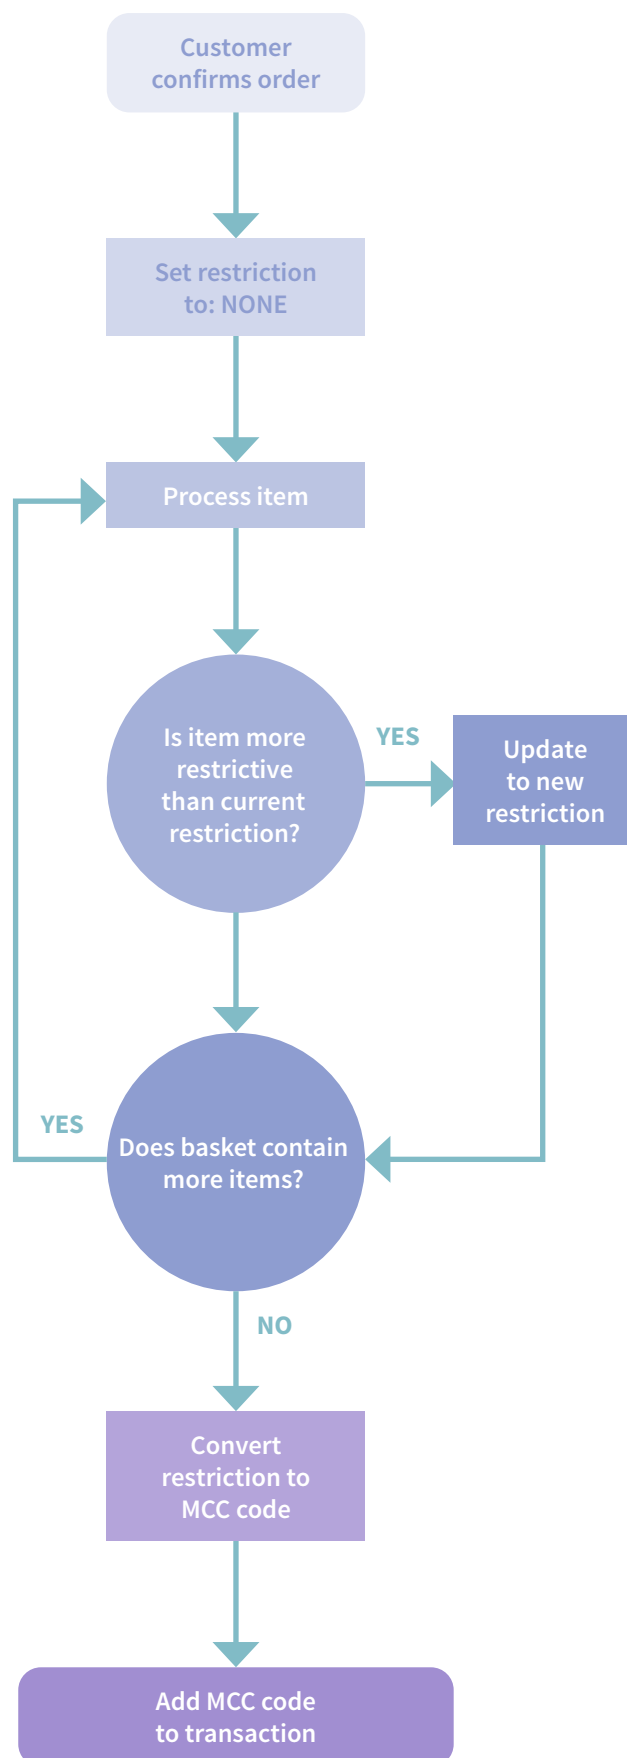 Customer
confirms order
Set restriction
to: NONE
Process item
Is item more
restrictive
than current
restriction?
YES
Update
to new
restriction
YES
Does basket contain
more items?
NO
Convert
restriction to
MCC code
Add MCC code
to transaction